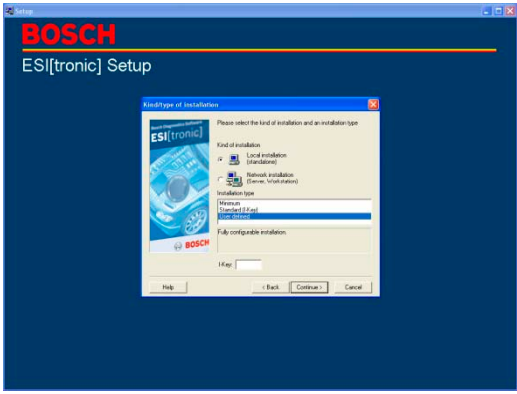 Setup
BOSCH
ESI[tronic] Setup
Kind/type of installation
Please select the kind of installation and an installation type
ESI[tronic]
Kind of installation
Local installation
(standalone)
Network installation
(Server, Workstation)
Installation type
Minimum
Standard (I-Key)
User defined
Fully configurable installation.
BOSCH
I-Key:
Help
< Back
Continue >
Cancel